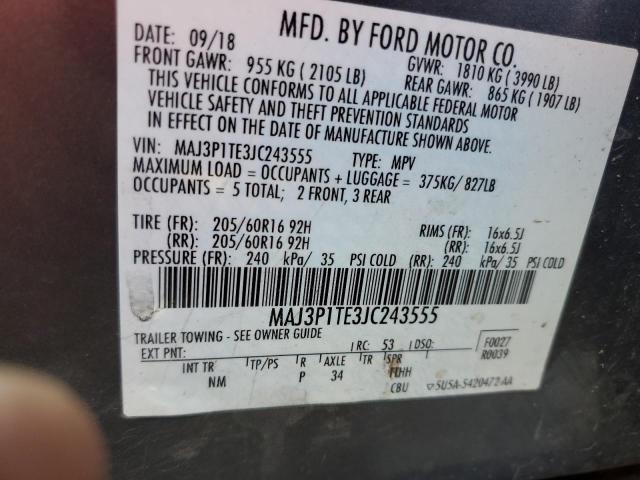 DATE: 09/18 MFD. BY FORD MOTOR CO.
FRONT GAWR: 955 KG ( 2105 LB) GVWR: 1810 KG ( 3990 LB)
REAR GAWR: 865 KG ( 1907 LB)
THIS VEHICLE CONFORMS TO ALL APPLICABLE FEDERAL MOTOR
VEHICLE SAFETY AND THEFT PREVENTION STANDARDS
IN EFFECT ON THE DATE OF MANUFACTURE SHOWN ABOVE.
VIN: MAJ3P1TE3JC243555 TYPE: MPV
MAXIMUM LOAD = OCCUPANTS + LUGGAGE = 375KG/ 827LB
OCCUPANTS = 5 TOTAL; 2 FRONT, 3 REAR
TIRE (FR): 205/60R16 92H RIMS (FR): 16x6.5J
(RR): 205/60R16 92H (RR): 16x6.5J
PRESSURE (FR): 240 kPa/ 35 PSI COLD (RR): 240 kPa/ 35 PSI COLD
MAJ3P1TE3JC243555
TRAILER TOWING - SEE OWNER GUIDE
EXT PNT: RC: 53 DSO: F0027
R0039
INT TR TP/PS R AXLE TR SPR
NM P 34 HH
CBU 5U5A-5420472-AA